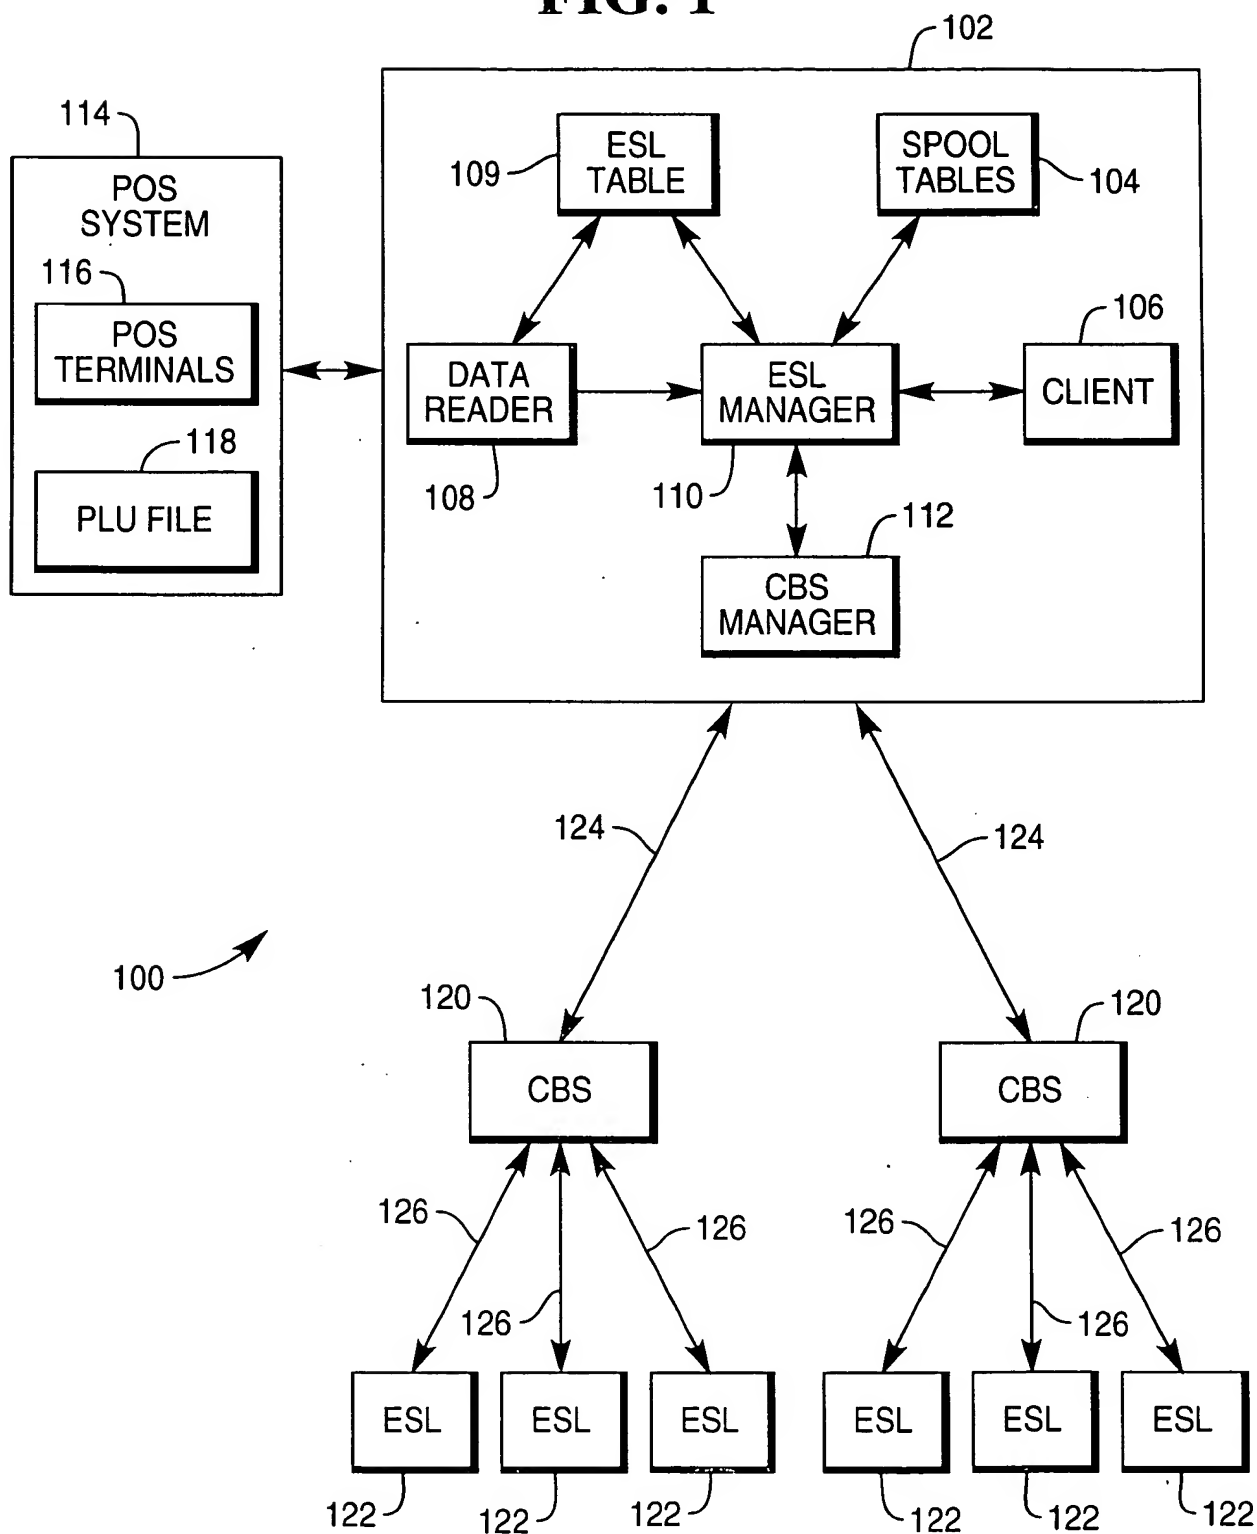 FIG. 1
102
114
POS
SYSTEM
116
POS
TERMINALS
118
PLU FILE
109
ESL
TABLE
SPOOL
TABLES
104
106
DATA
READER
108
ESL
MANAGER
110
CLIENT
112
CBS
MANAGER
124
124
100
120
CBS
120
CBS
126
126
126
126
126
126
ESL
ESL
ESL
ESL
ESL
ESL
122
122
122
122
122
122